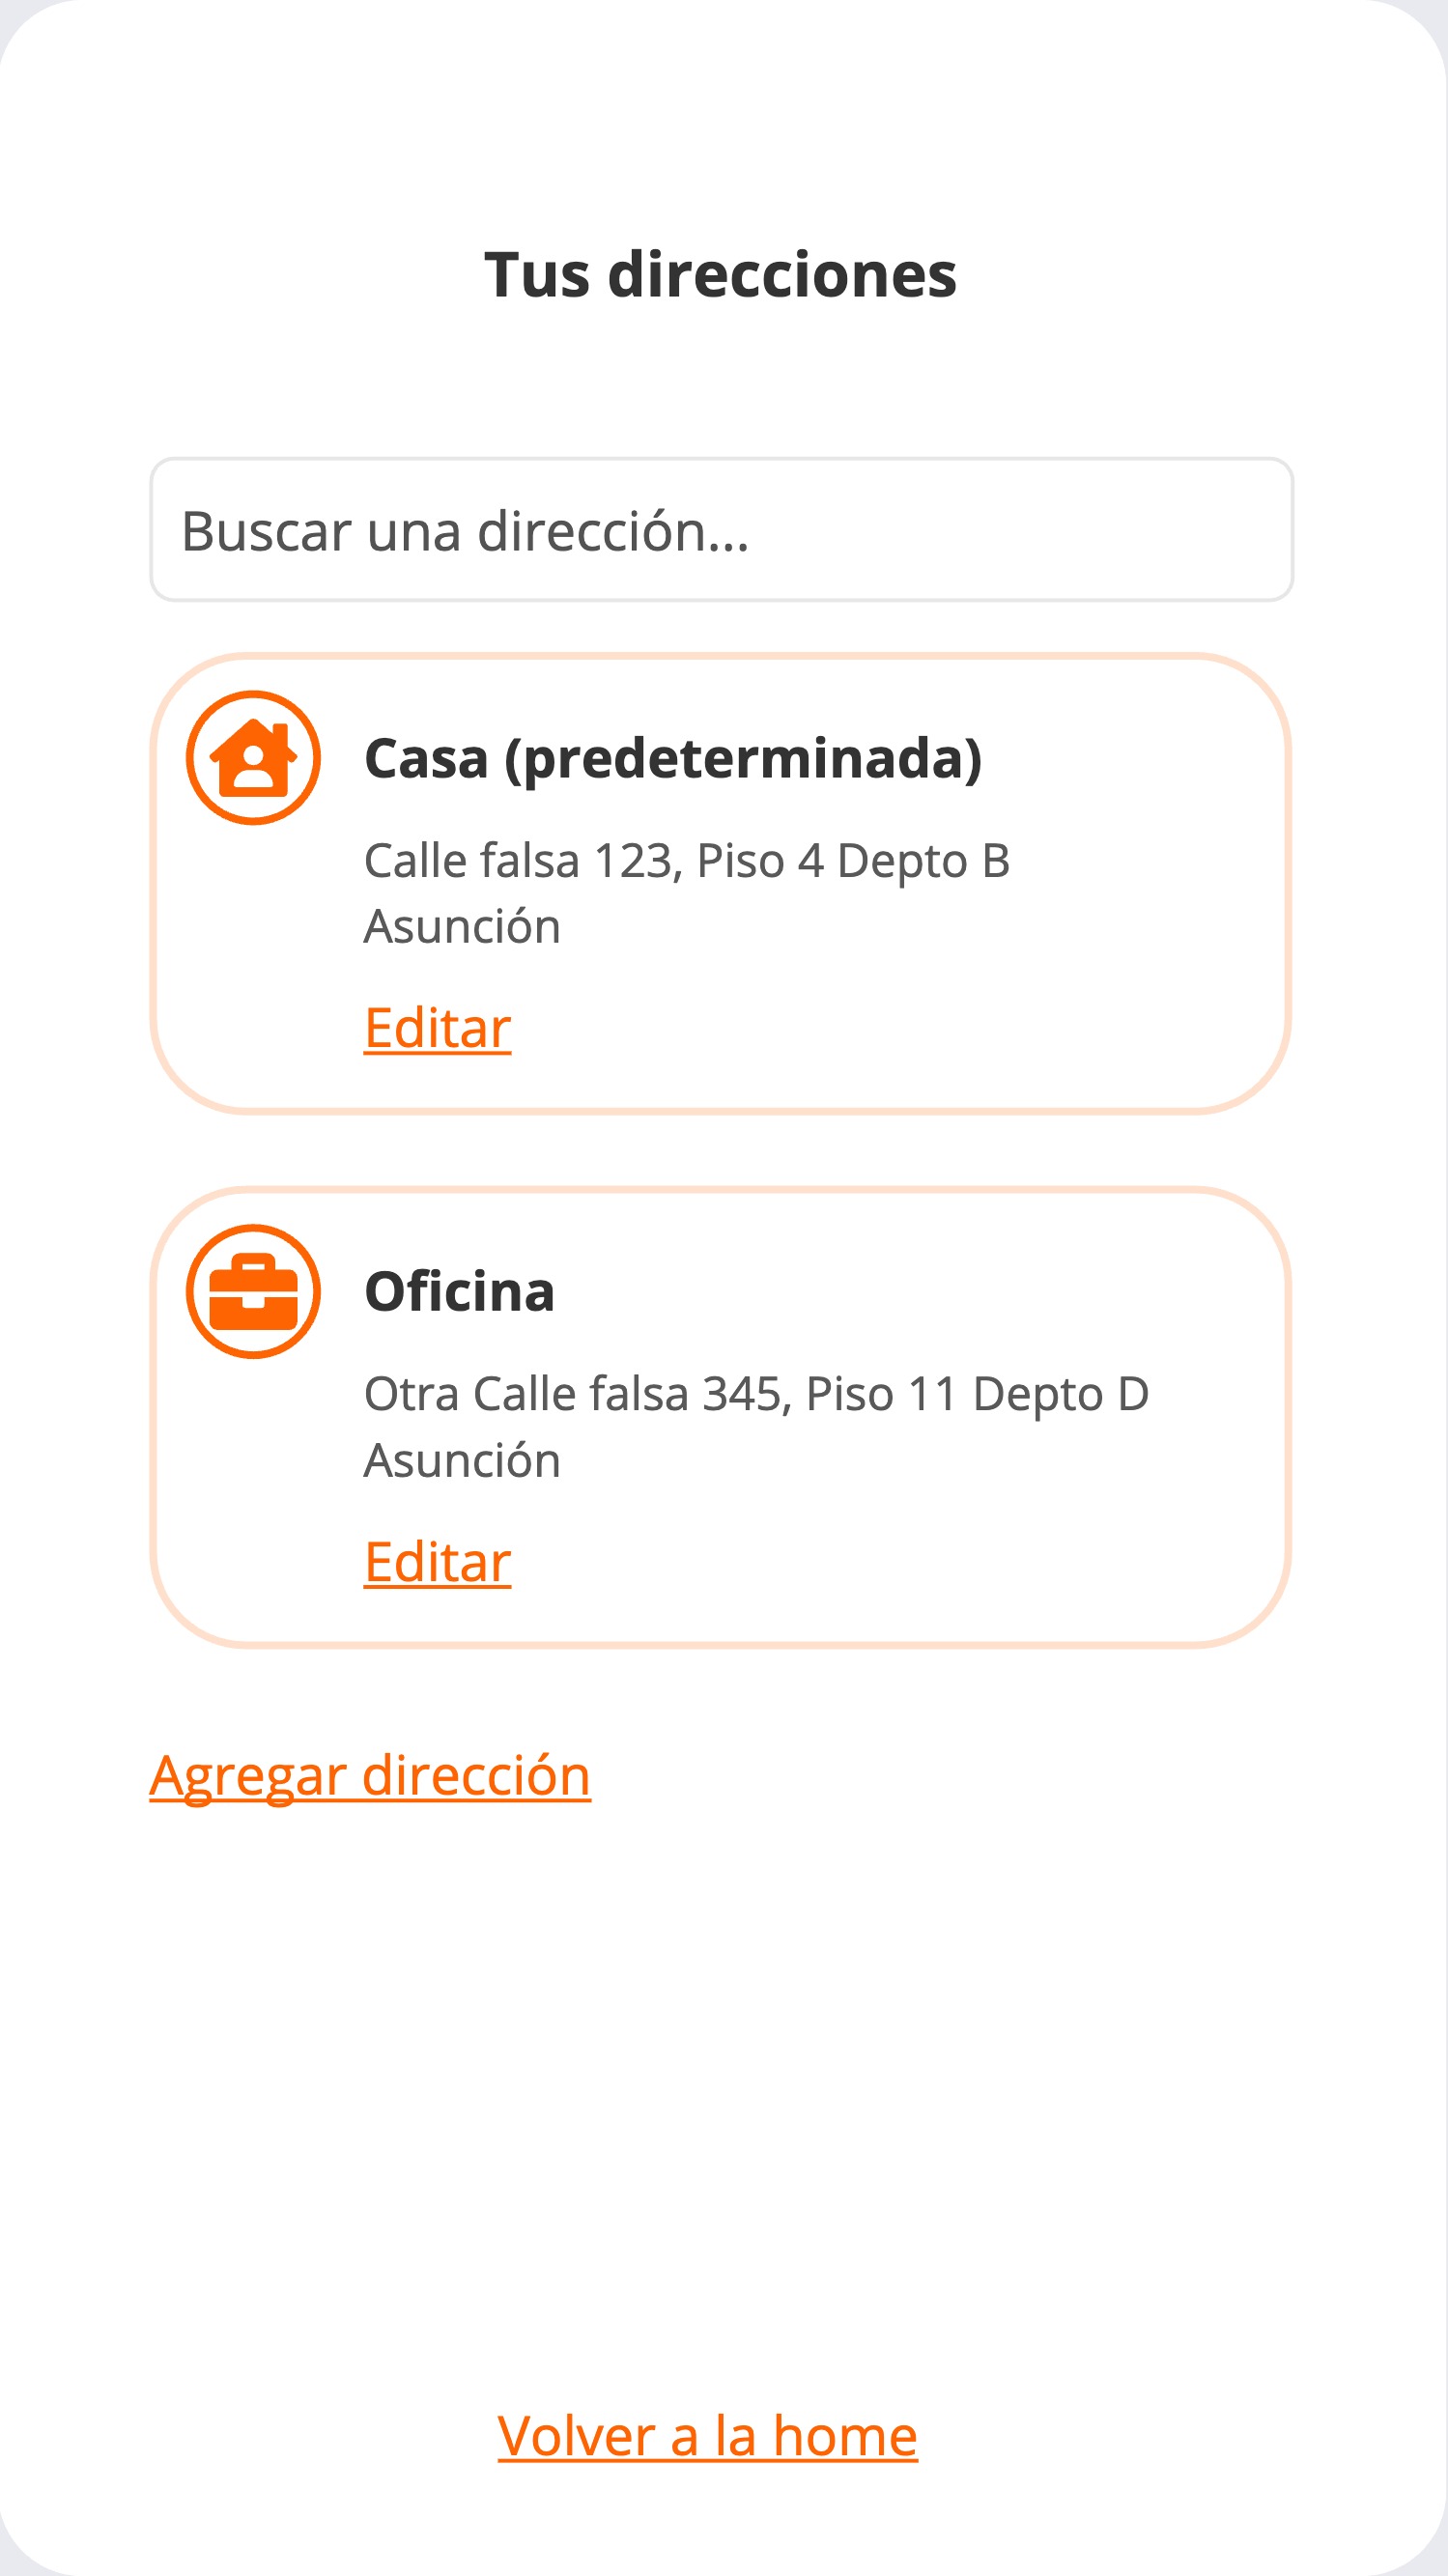 Tus direcciones
Buscar una dirección...
Casa (predeterminada)
Calle falsa 123, Piso 4 Depto B
Asunción
Editar
Oficina
Otra Calle falsa 345, Piso 11 Depto D
Asunción
Editar
Agregar dirección
Volver a la home